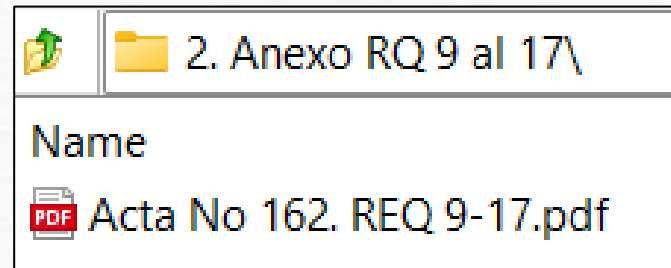 2. Anexo RQ 9 al 17\
Name
PDF Acta No 162. REQ 9-17.pdf